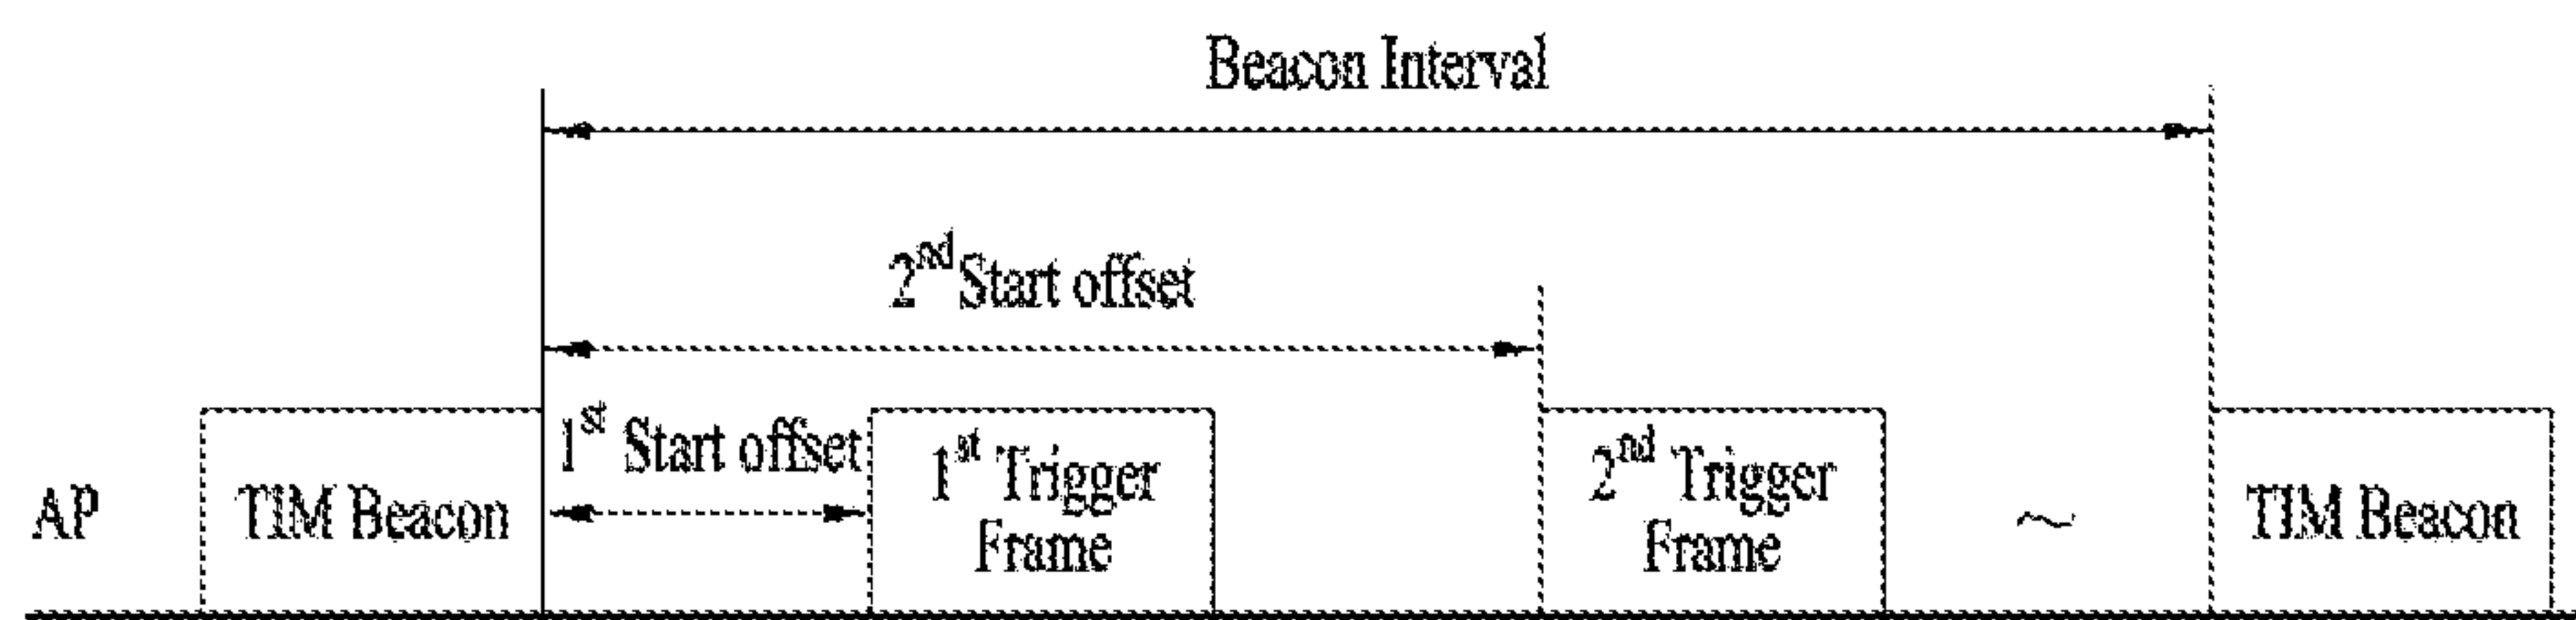 Beacon Interval
2nd Start offset
1st Start offset
AP
TIM Beacon
1st Trigger
Frame
2nd Trigger
Frame
~
TIM Beacon